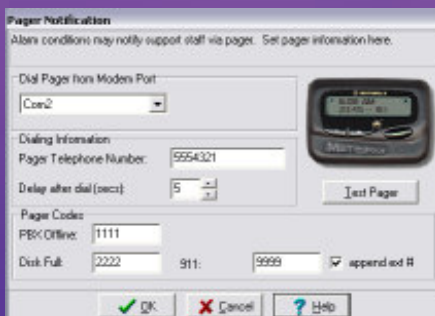 Pager Notification
Alarm conditions may notify support staff via pager. Set pager information here.
Dial Pager from Modem Port
Com2
Dialing Information
Pager Telephone Number: 5554321
Delay after dial (secs): 5
Test Pager
MOTOROLA
Pager Codes
PBX Offline: 1111
Disk Full: 2222 911: 9999 append ext #
OK Cancel Help